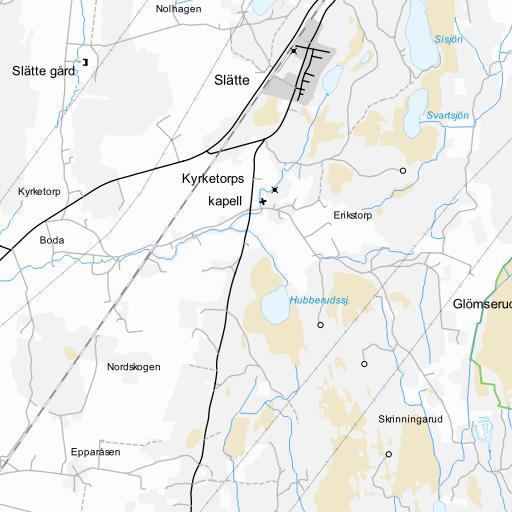 Nolhagen
Sisjön
Slätte gård
Slätte
Svartsjön
Kyrketorps
kapell
Kyrketorp
Erikstorp
Boda
Hubberudssj.
Glömserud
Nordskogen
Skrinningarud
Epparåsen